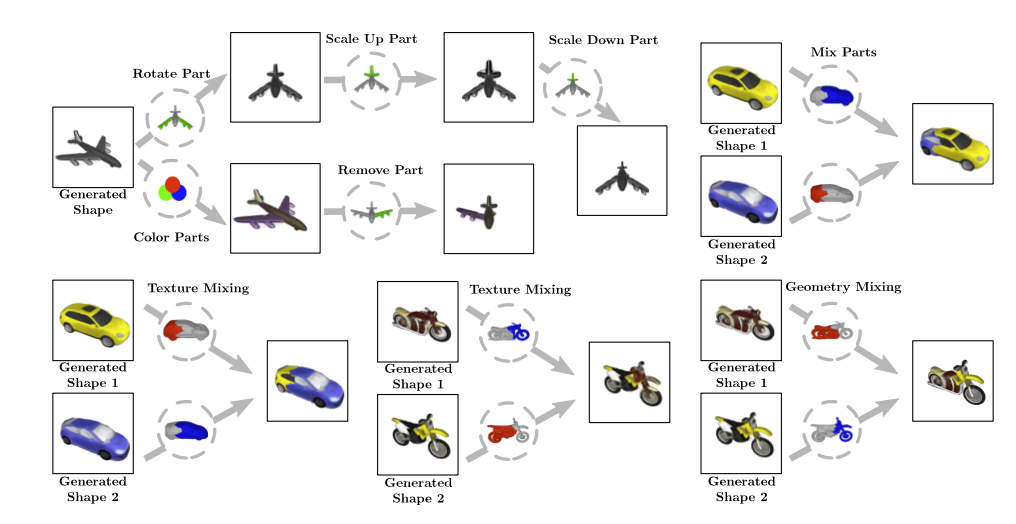 Scale Up Part
Scale Down Part
Mix Parts
Rotate Part
Generated
Shape 1
Remove Part
Generated
Shape
Color Parts
Generated
Shape 2
Texture Mixing
Texture Mixing
Geometry Mixing
Generated
Shape 1
Generated
Shape 1
Generated
Shape 1
Generated
Shape 2
Generated
Shape 2
Generated
Shape 2